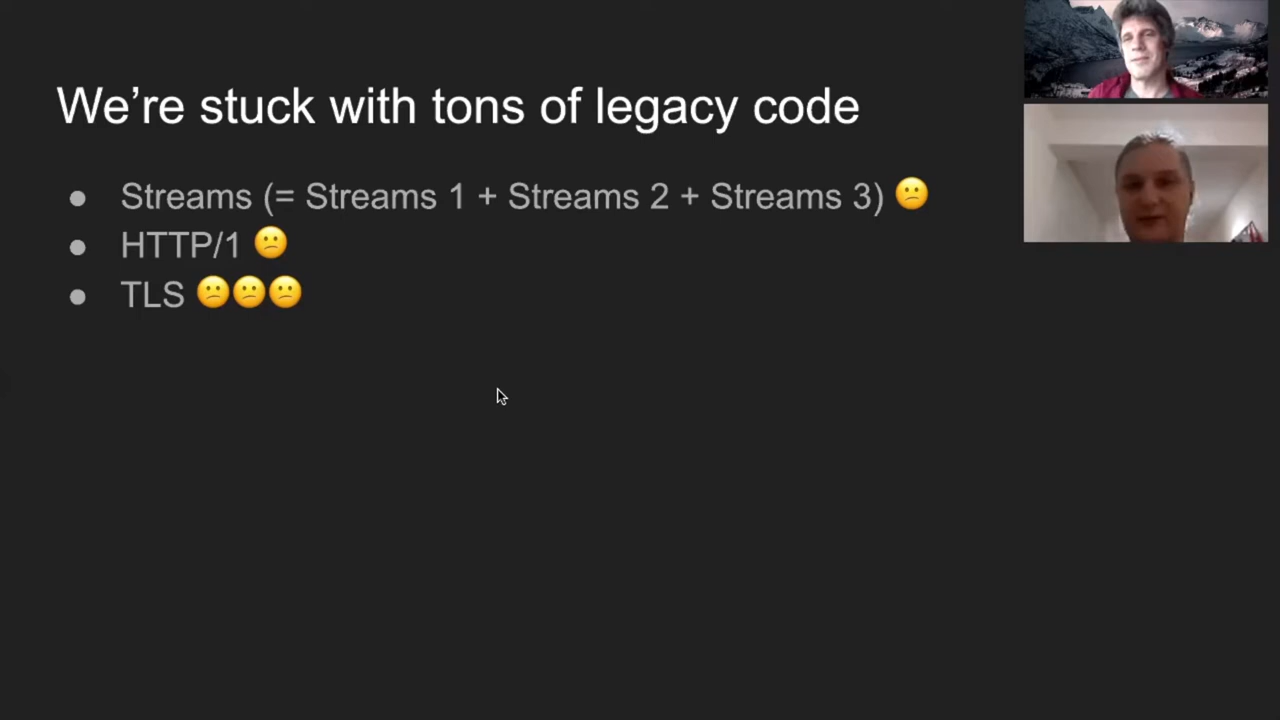 We’re stuck with tons of legacy code
● Streams (= Streams 1 + Streams 2 + Streams 3) 😕
● HTTP/1 😕
● TLS 😕😕😕